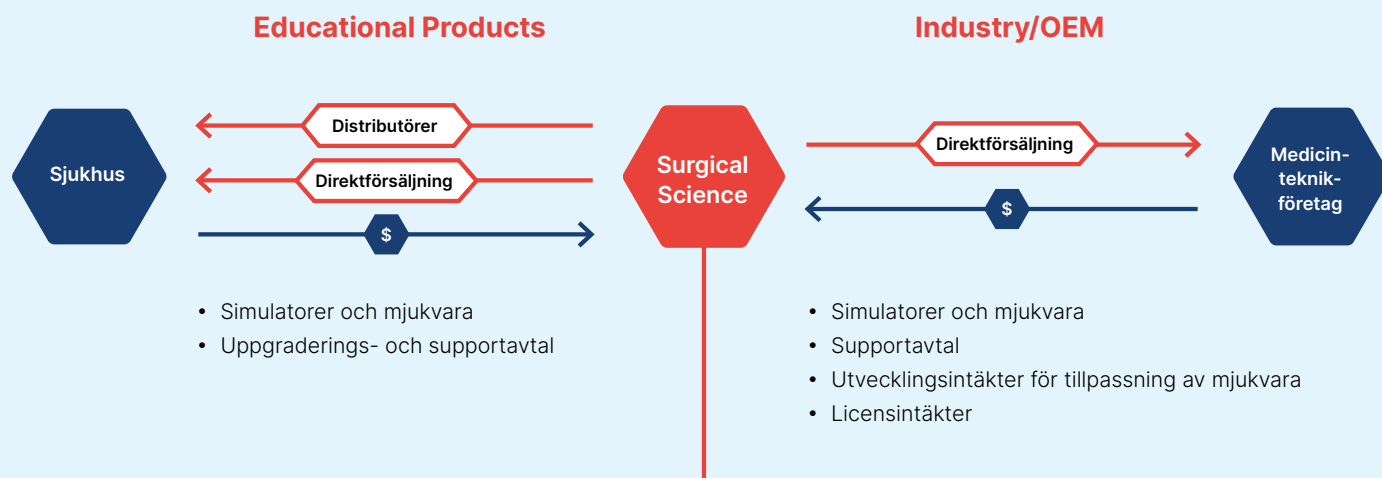 Educational Products
Industry/OEM
Sjukhus
Distributörer
Direktförsäljning
$
Surgical
Science
Direktförsäljning
$
Medicin-
teknik-
företag
• Simulatorer och mjukvara
• Uppgraderings- och supportavtal
• Simulatorer och mjukvara
• Supportavtal
• Utvecklingsintäkter för tillpassning av mjukvara
• Licensintäkter